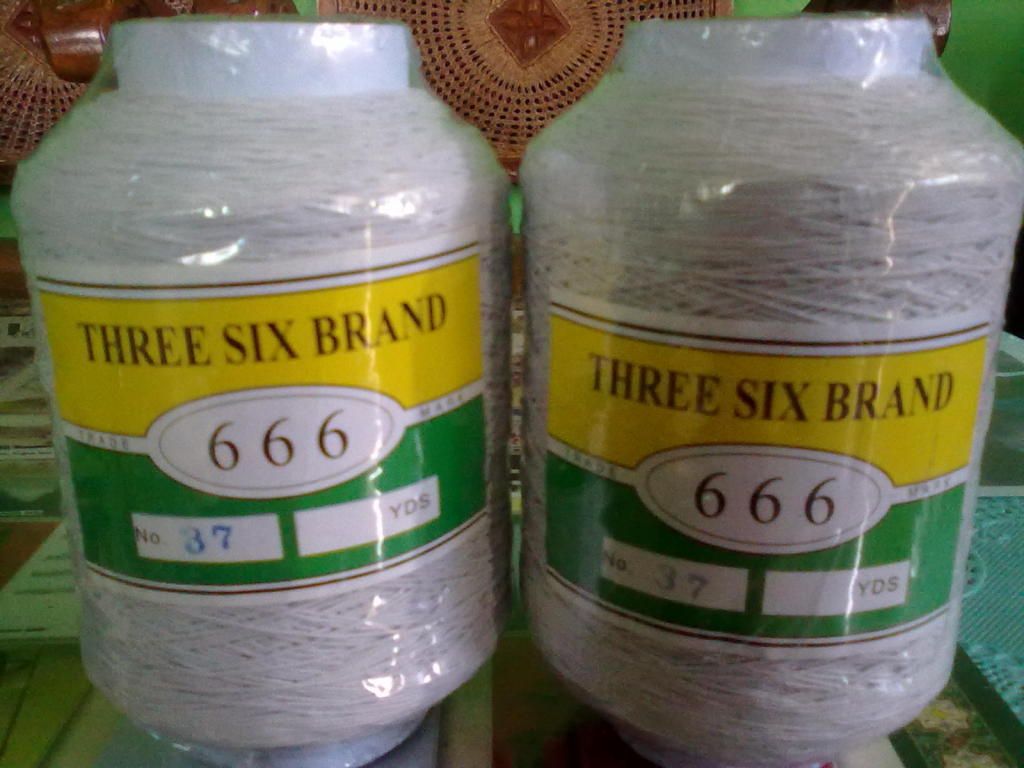 THREE SIX BRAND
TRADE MARK
666
No. 37 YDS
THREE SIX BRAND
TRADE MARK
666
No. 37 YDS